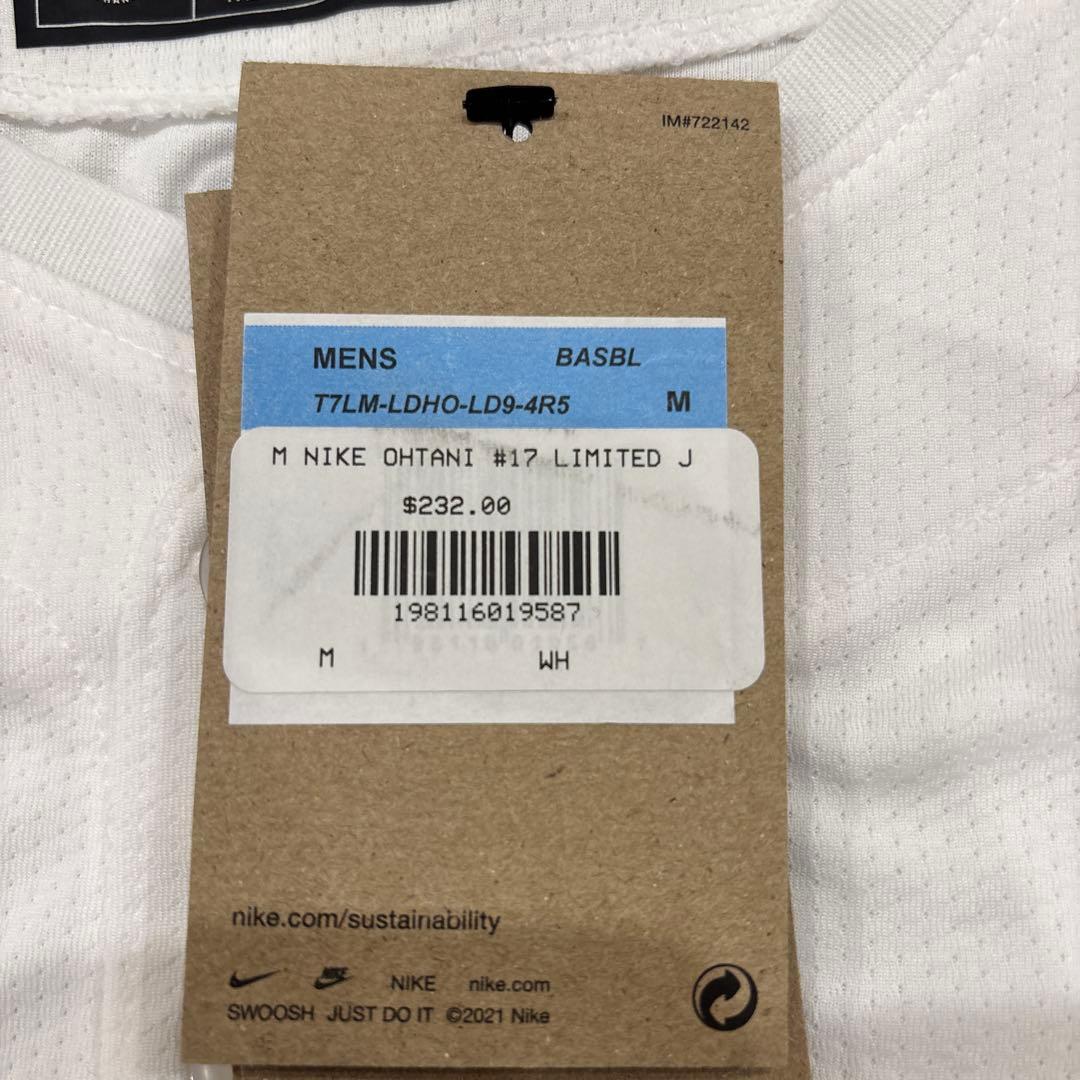 IM#722142
MENS BASBL
T7LM-LDHO-LD9-4R5 M
M NIKE OHTANI #17 LIMITED J
$232.00
198116019587
M WH
nike.com/sustainability
NIKE nike.com
SWOOSH JUST DO IT ©2021 Nike